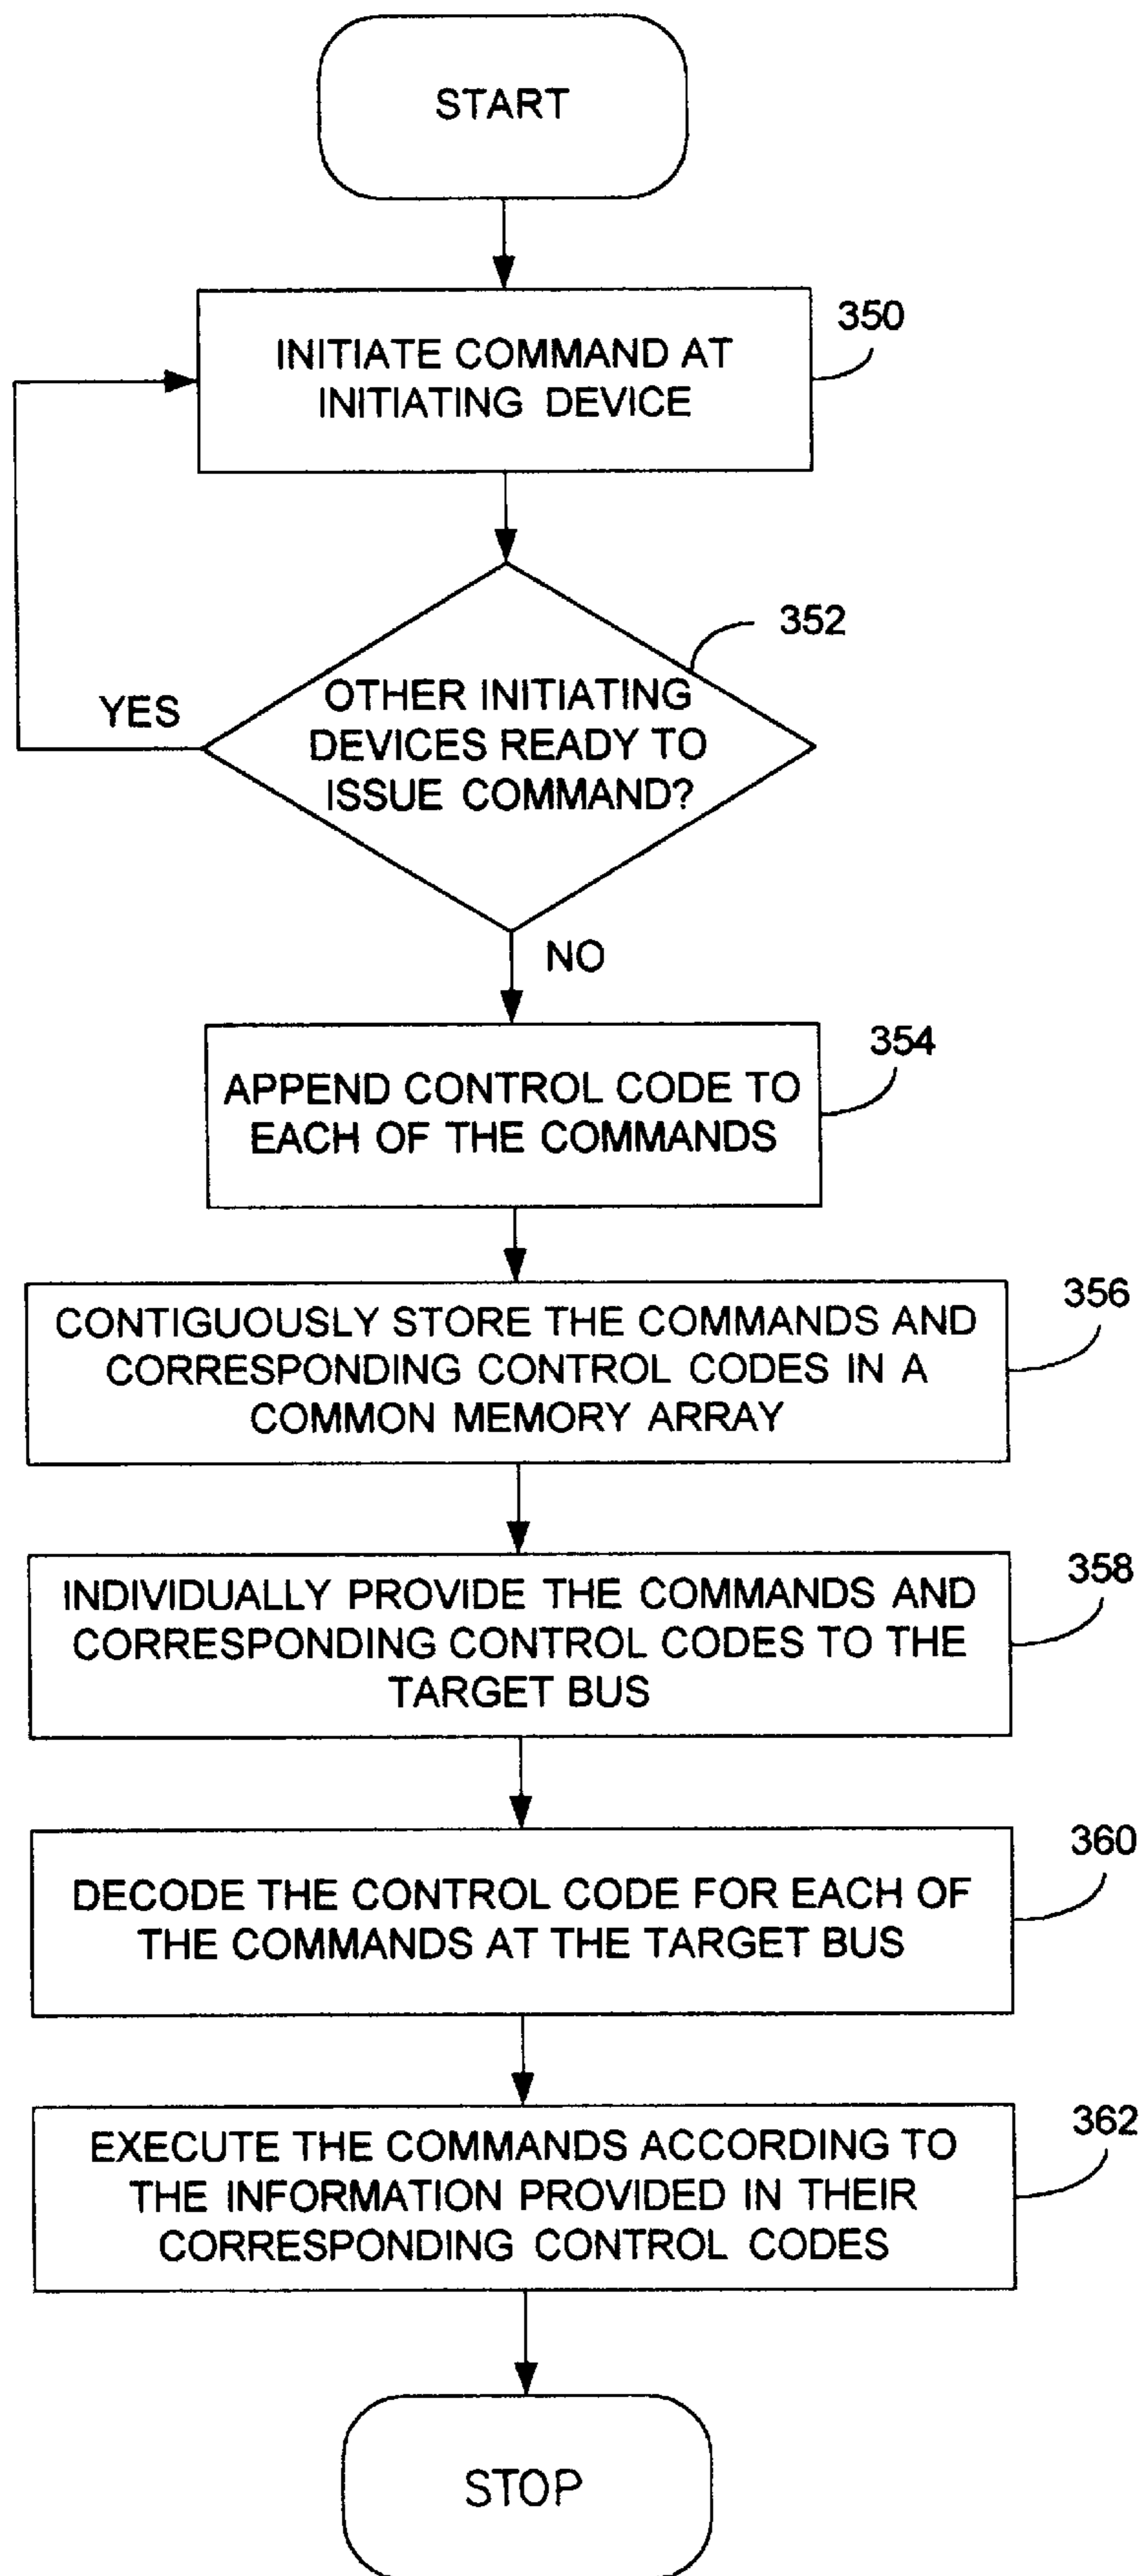 START
350
INITIATE COMMAND AT
INITIATING DEVICE
352
OTHER INITIATING
DEVICES READY TO
ISSUE COMMAND?
YES
NO
354
APPEND CONTROL CODE TO
EACH OF THE COMMANDS
356
CONTIGUOUSLY STORE THE COMMANDS AND
CORRESPONDING CONTROL CODES IN A
COMMON MEMORY ARRAY
358
INDIVIDUALLY PROVIDE THE COMMANDS AND
CORRESPONDING CONTROL CODES TO THE
TARGET BUS
360
DECODE THE CONTROL CODE FOR EACH OF
THE COMMANDS AT THE TARGET BUS
362
EXECUTE THE COMMANDS ACCORDING TO
THE INFORMATION PROVIDED IN THEIR
CORRESPONDING CONTROL CODES
STOP